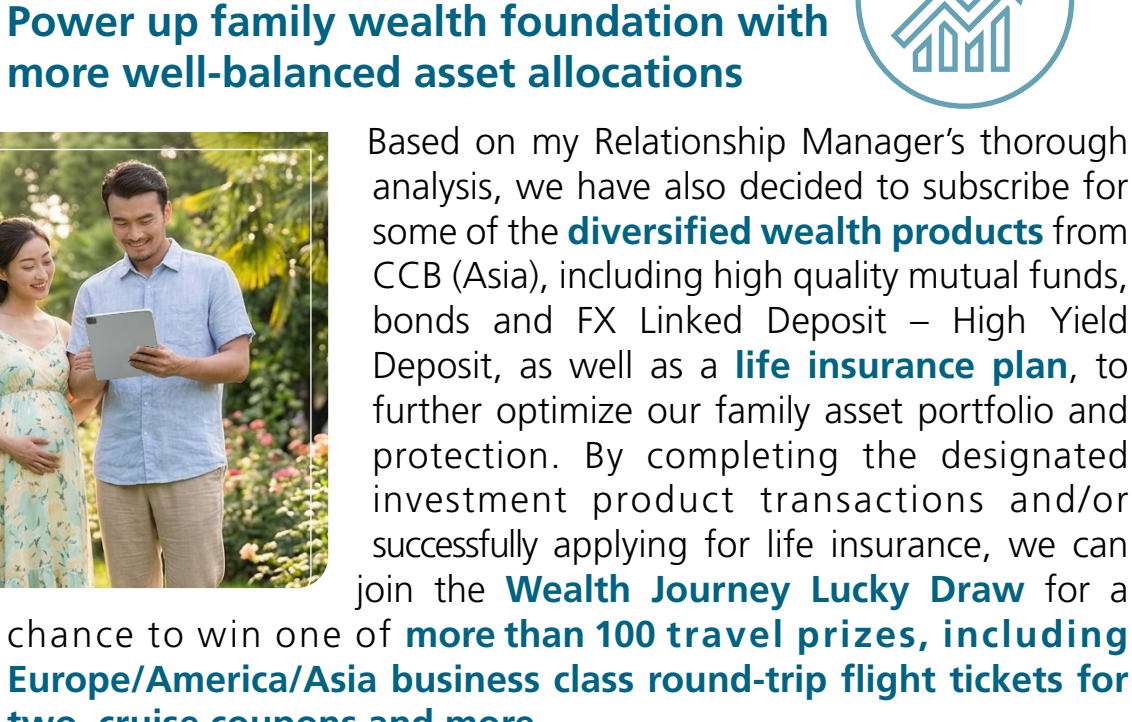 Power up family wealth foundation with
more well-balanced asset allocations
Based on my Relationship Manager’s thorough
analysis, we have also decided to subscribe for
some of the diversified wealth products from
CCB (Asia), including high quality mutual funds,
bonds and FX Linked Deposit – High Yield
Deposit, as well as a life insurance plan, to
further optimize our family asset portfolio and
protection. By completing the designated
investment product transactions and/or
successfully applying for life insurance, we can
join the Wealth Journey Lucky Draw for a
chance to win one of more than 100 travel prizes, including
Europe/America/Asia business class round-trip flight tickets for
two, cruise coupons and more